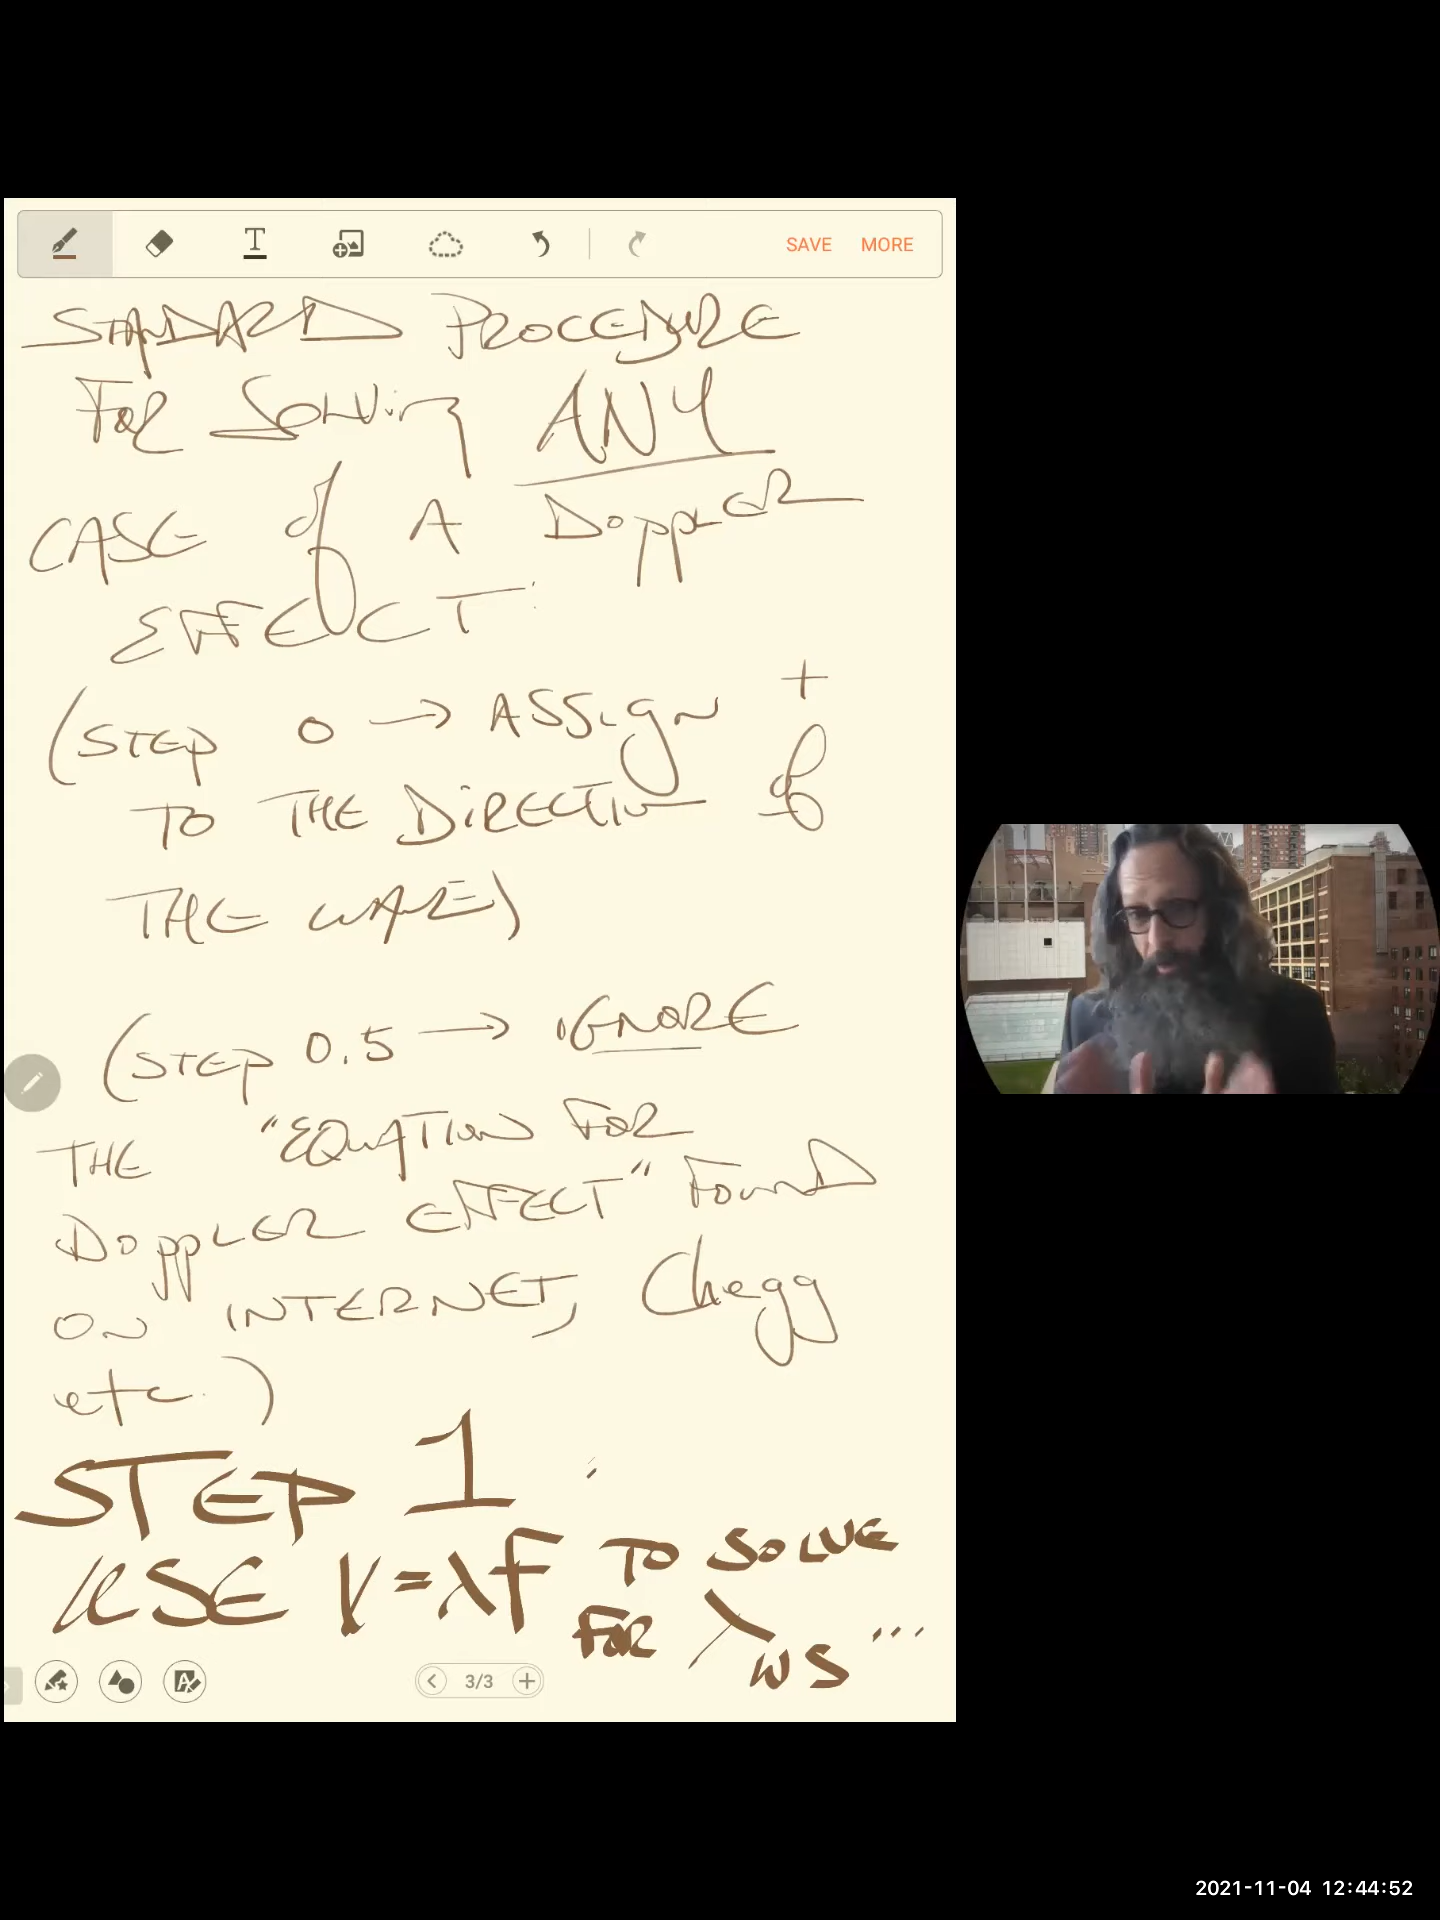 T
SAVE MORE
STANDARD PROCEDURE
FOR Solving ANY
CASE of A DOPPLER
EFFECT:
(STEP 0 → ASSIGN +
TO THE DIRECTION of
THE WAVE)
(STEP 0.5 → IGNORE
THE "EQUATION FOR
DOPPLER EFFECT" FOUND
ON INTERNET, Chegg
etc.)
STEP 1:
USE V=λF TO SOLVE
FOR λWS...
3/3
2021-11-04 12:44:52